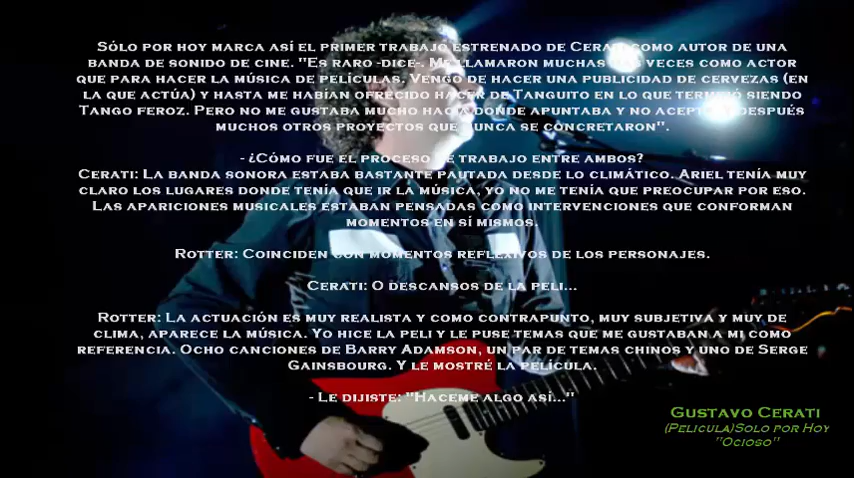 Sólo por hoy marca así el primer trabajo estrenado de Cerati como autor de una
banda de sonido de cine. "Es raro -dice-. Me llamaron muchas más veces como actor
que para hacer la música de películas. Vengo de hacer una publicidad de cervezas (en
la que actúa) y hasta me habían ofrecido hacer de Tanguito en lo que terminó siendo
Tango feroz. Pero no me gustaba mucho hacia donde apuntaba y no acepté. Después
muchos otros proyectos que nunca se concretaron".
- ¿Cómo fue el proceso de trabajo entre ambos?
Cerati: La banda sonora estaba bastante pautada desde lo climático. Ariel tenía muy
claro los lugares donde tenía que ir la música, yo no me tenía que preocupar por eso.
Las apariciones musicales estaban pensadas como intervenciones que conforman
momentos en sí mismos.
Rotter: Coinciden con momentos reflexivos de los personajes.
Cerati: O descansos de la peli...
Rotter: La actuación es muy realista y como contrapunto, muy subjetiva y muy de
clima, aparece la música. Yo hice la peli y le puse temas que me gustaban a mi como
referencia. Ocho canciones de Barry Adamson, un par de temas chinos y uno de Serge
Gainsbourg. Y le mostré la película.
- Le dijiste: "Haceme algo así..."
Gustavo Cerati
(Pelicula)Solo por Hoy
"Ocioso"